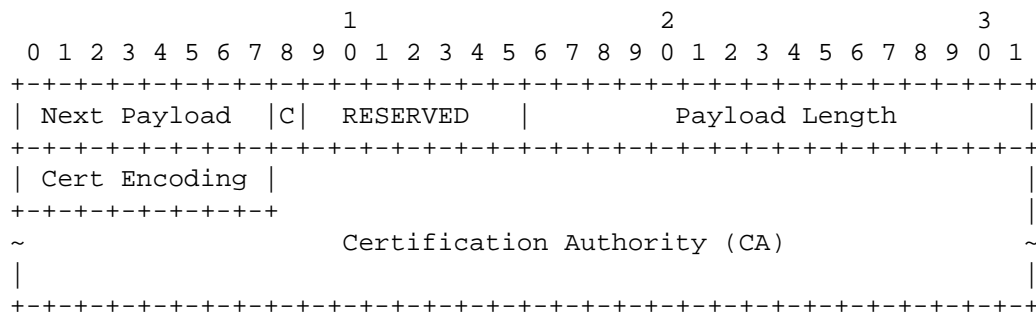 1                   2                   3
 0 1 2 3 4 5 6 7 8 9 0 1 2 3 4 5 6 7 8 9 0 1 2 3 4 5 6 7 8 9 0 1
+-+-+-+-+-+-+-+-+-+-+-+-+-+-+-+-+-+-+-+-+-+-+-+-+-+-+-+-+-+-+-+-+
| Next Payload  |C|  RESERVED   |         Payload Length        |
+-+-+-+-+-+-+-+-+-+-+-+-+-+-+-+-+-+-+-+-+-+-+-+-+-+-+-+-+-+-+-+-+
| Cert Encoding |                                               |
+-+-+-+-+-+-+-+-+                                               |
~                    Certification Authority (CA)               ~
|                                                               |
+-+-+-+-+-+-+-+-+-+-+-+-+-+-+-+-+-+-+-+-+-+-+-+-+-+-+-+-+-+-+-+-+